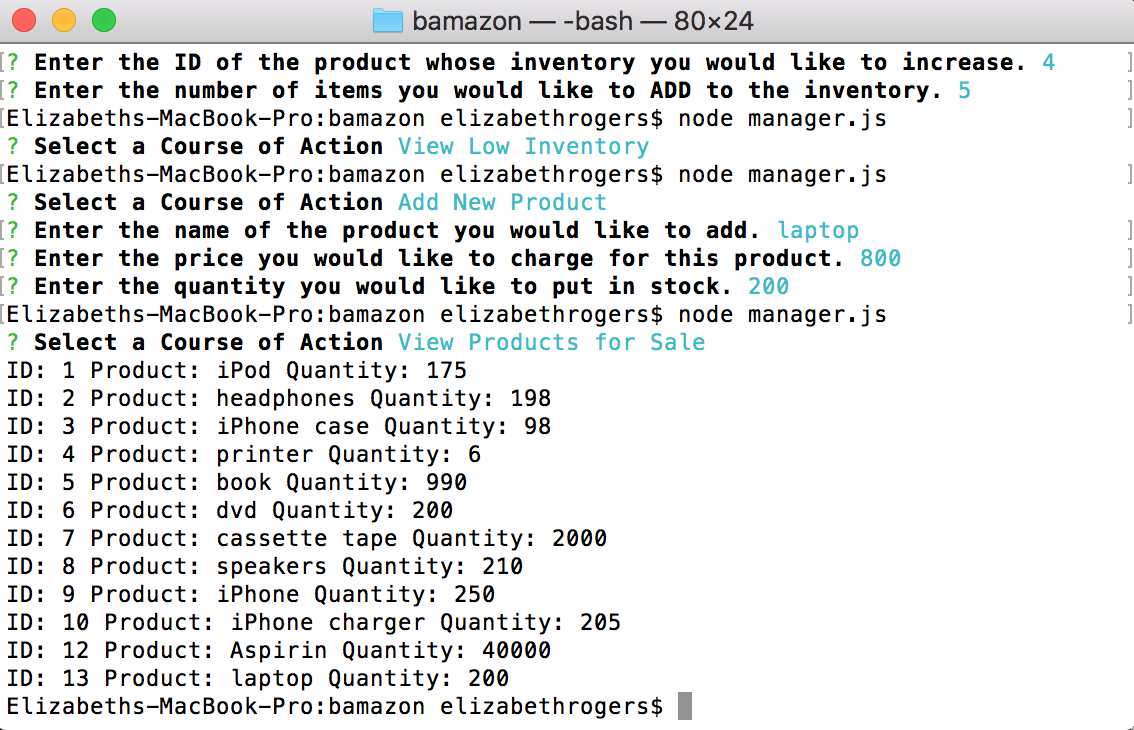 bamazon — -bash — 80×24
[? Enter the ID of the product whose inventory you would like to increase. 4 ]
[? Enter the number of items you would like to ADD to the inventory. 5 ]
[Elizabeths-MacBook-Pro:bamazon elizabethrogers$ node manager.js ]
? Select a Course of Action View Low Inventory
[Elizabeths-MacBook-Pro:bamazon elizabethrogers$ node manager.js ]
? Select a Course of Action Add New Product
[? Enter the name of the product you would like to add. laptop ]
[? Enter the price you would like to charge for this product. 800 ]
[? Enter the quantity you would like to put in stock. 200 ]
[Elizabeths-MacBook-Pro:bamazon elizabethrogers$ node manager.js ]
? Select a Course of Action View Products for Sale
ID: 1 Product: iPod Quantity: 175
ID: 2 Product: headphones Quantity: 198
ID: 3 Product: iPhone case Quantity: 98
ID: 4 Product: printer Quantity: 6
ID: 5 Product: book Quantity: 990
ID: 6 Product: dvd Quantity: 200
ID: 7 Product: cassette tape Quantity: 2000
ID: 8 Product: speakers Quantity: 210
ID: 9 Product: iPhone Quantity: 250
ID: 10 Product: iPhone charger Quantity: 205
ID: 12 Product: Aspirin Quantity: 40000
ID: 13 Product: laptop Quantity: 200
Elizabeths-MacBook-Pro:bamazon elizabethrogers$